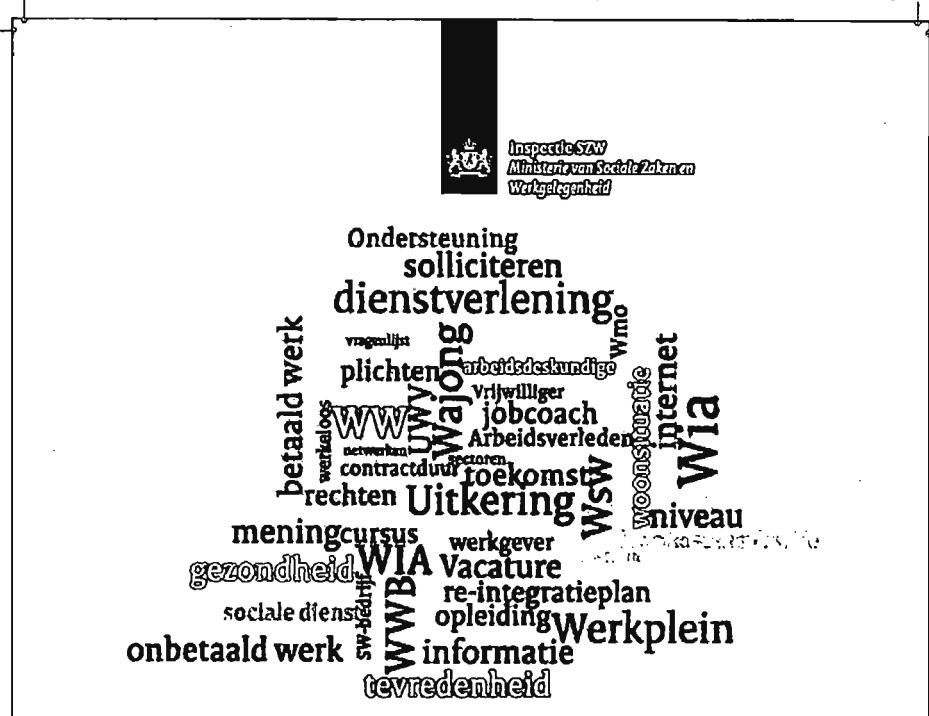 Inspectie SZW
Ministerie van Sociale Zaken en
Werkgelegenheid
Ondersteuning
solliciteren
dienstverlening
Wmo
betaald werk
vragenlijst
Wajong
internet
plichten
arbeidsdeskundige
woonsituatie
Vrijwilliger
Wia
werkeloos
WW
UWV
jobcoach
Arbeidsverleden
netwerken
sectoren
contractduur
toekomst
Wsw
rechten
Uitkering
niveau
mening
cursus
werkgever
gezondheid
WIA
Vacature
sw-bedrijf
WWB
re-integratieplan
sociale dienst
opleiding
Werkplein
onbetaald werk
informatie
tevredenheid